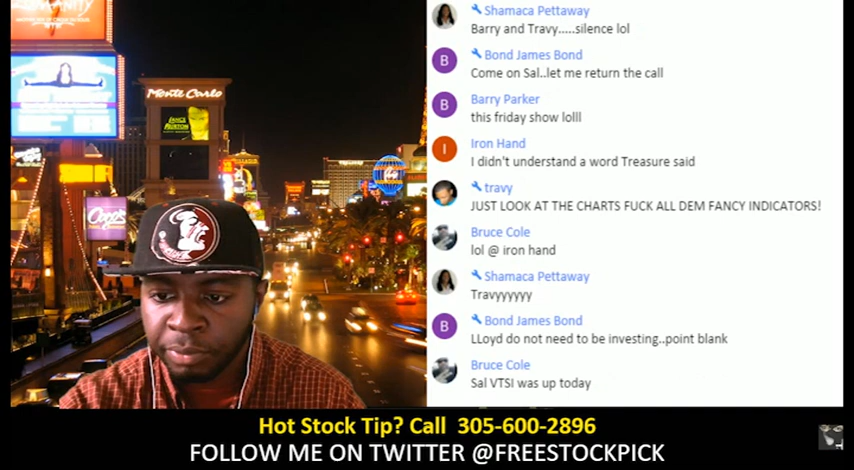 Monte Carlo
Shamaca Pettaway
Barry and Travy.....silence lol
B
Bond James Bond
Come on Sal..let me return the call
B
Barry Parker
this friday show lolll
I
Iron Hand
I didn't understand a word Treasure said
travy
JUST LOOK AT THE CHARTS FUCK ALL DEM FANCY INDICATORS!
Bruce Cole
lol @ iron hand
Shamaca Pettaway
Travyyyyyy
B
Bond James Bond
LLoyd do not need to be investing..point blank
Bruce Cole
Sal VTSI was up today
Hot Stock Tip? Call 305-600-2896
FOLLOW ME ON TWITTER @FREESTOCKPICK